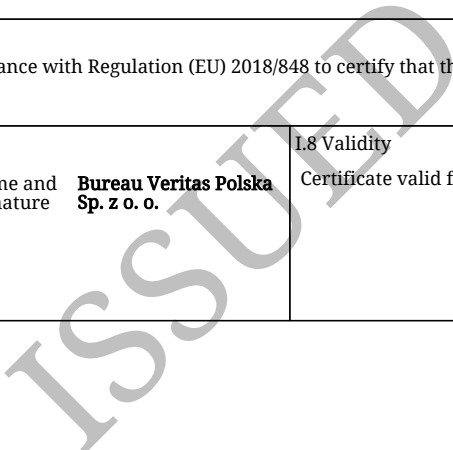 ance with Regulation (EU) 2018/848 to certify that th
I.8 Validity
me and Bureau Veritas Polska
nature Sp. z o. o.
Certificate valid f
ISSUED